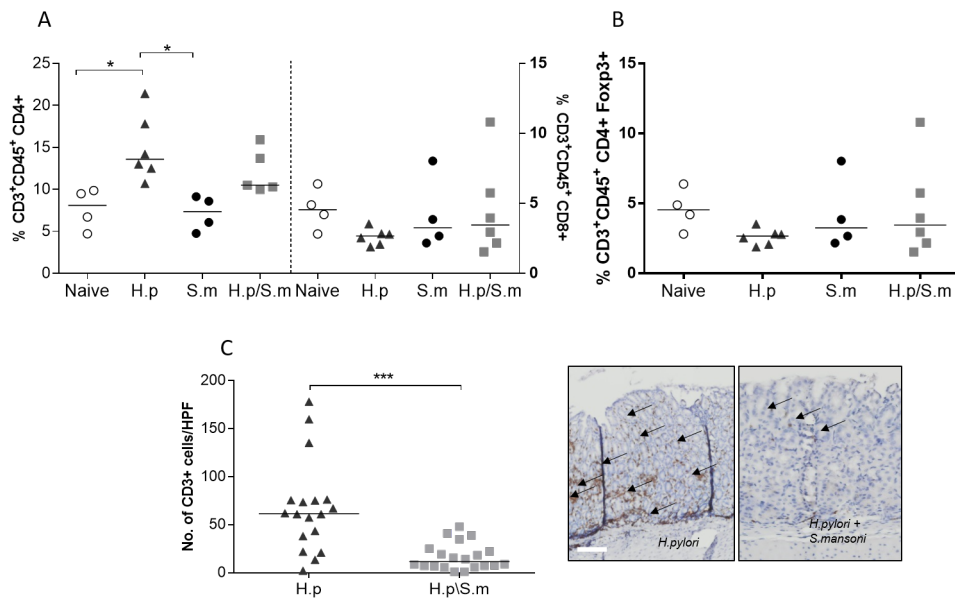 A
B
*
*
25
20
15
10
5
0
% CD3+CD45+ CD4+
15
10
5
0
% CD3+CD45+ CD8+
Naive H.p S.m H.p/S.m Naive H.p S.m H.p/S.m
15
10
5
0
% CD3+CD45+ CD4+ Foxp3+
Naive H.p S.m H.p/S.m
C
***
200
150
100
50
0
No. of CD3+ cells/HPF
H.p H.p\S.m
H.pylori
H.pylori +
S.mansoni